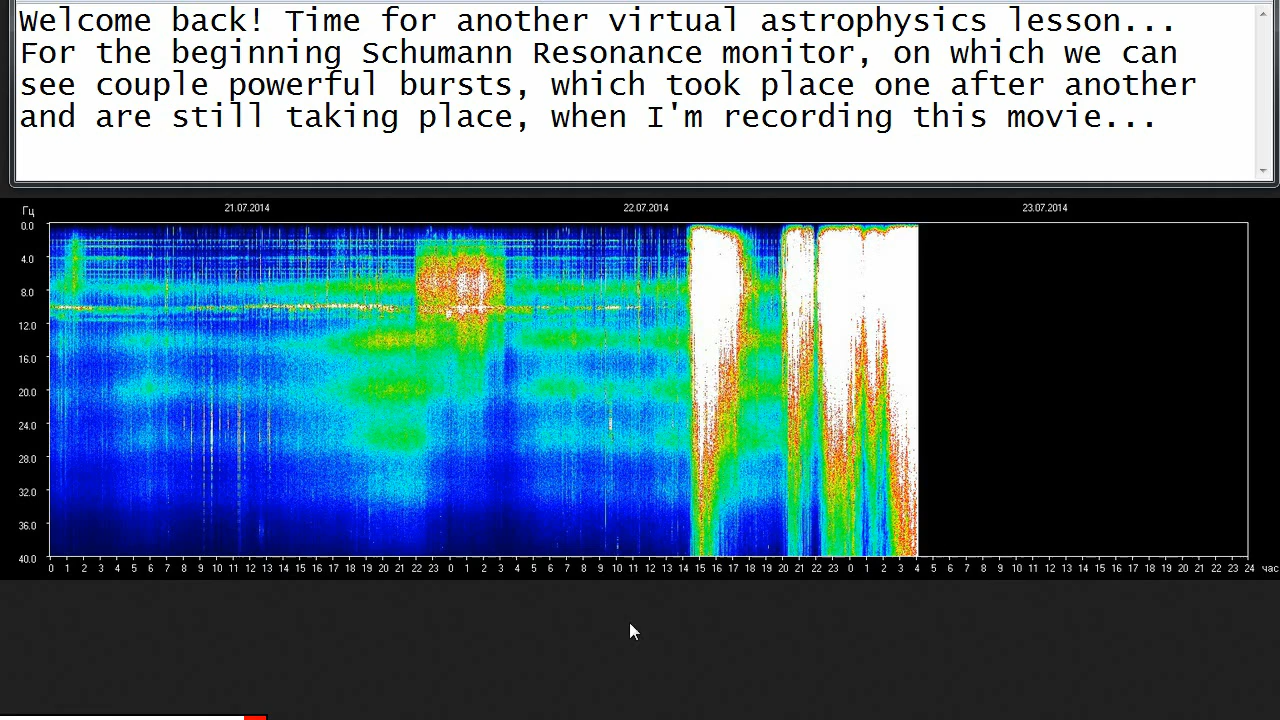 Welcome back! Time for another virtual astrophysics lesson...
For the beginning Schumann Resonance monitor, on which we can
see couple powerful bursts, which took place one after another
and are still taking place, when I'm recording this movie...
Гц 21.07.2014 22.07.2014 23.07.2014
0.0
4.0
8.0
12.0
16.0
20.0
24.0
28.0
32.0
36.0
40.0
0 1 2 3 4 5 6 7 8 9 10 11 12 13 14 15 16 17 18 19 20 21 22 23 0 1 2 3 4 5 6 7 8 9 10 11 12 13 14 15 16 17 18 19 20 21 22 23 0 1 2 3 4 5 6 7 8 9 10 11 12 13 14 15 16 17 18 19 20 21 22 23 24 час